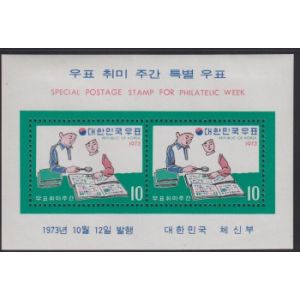 우표 취미 주간 특별 우표
SPECIAL POSTAGE STAMP FOR PHILATELIC WEEK
대한민국우표
REPUBLIC OF KOREA
1973
우표취미주간
10
대한민국우표
REPUBLIC OF KOREA
1973
우표취미주간
10
1973년 10월 12일 발행
대한민국 체신부